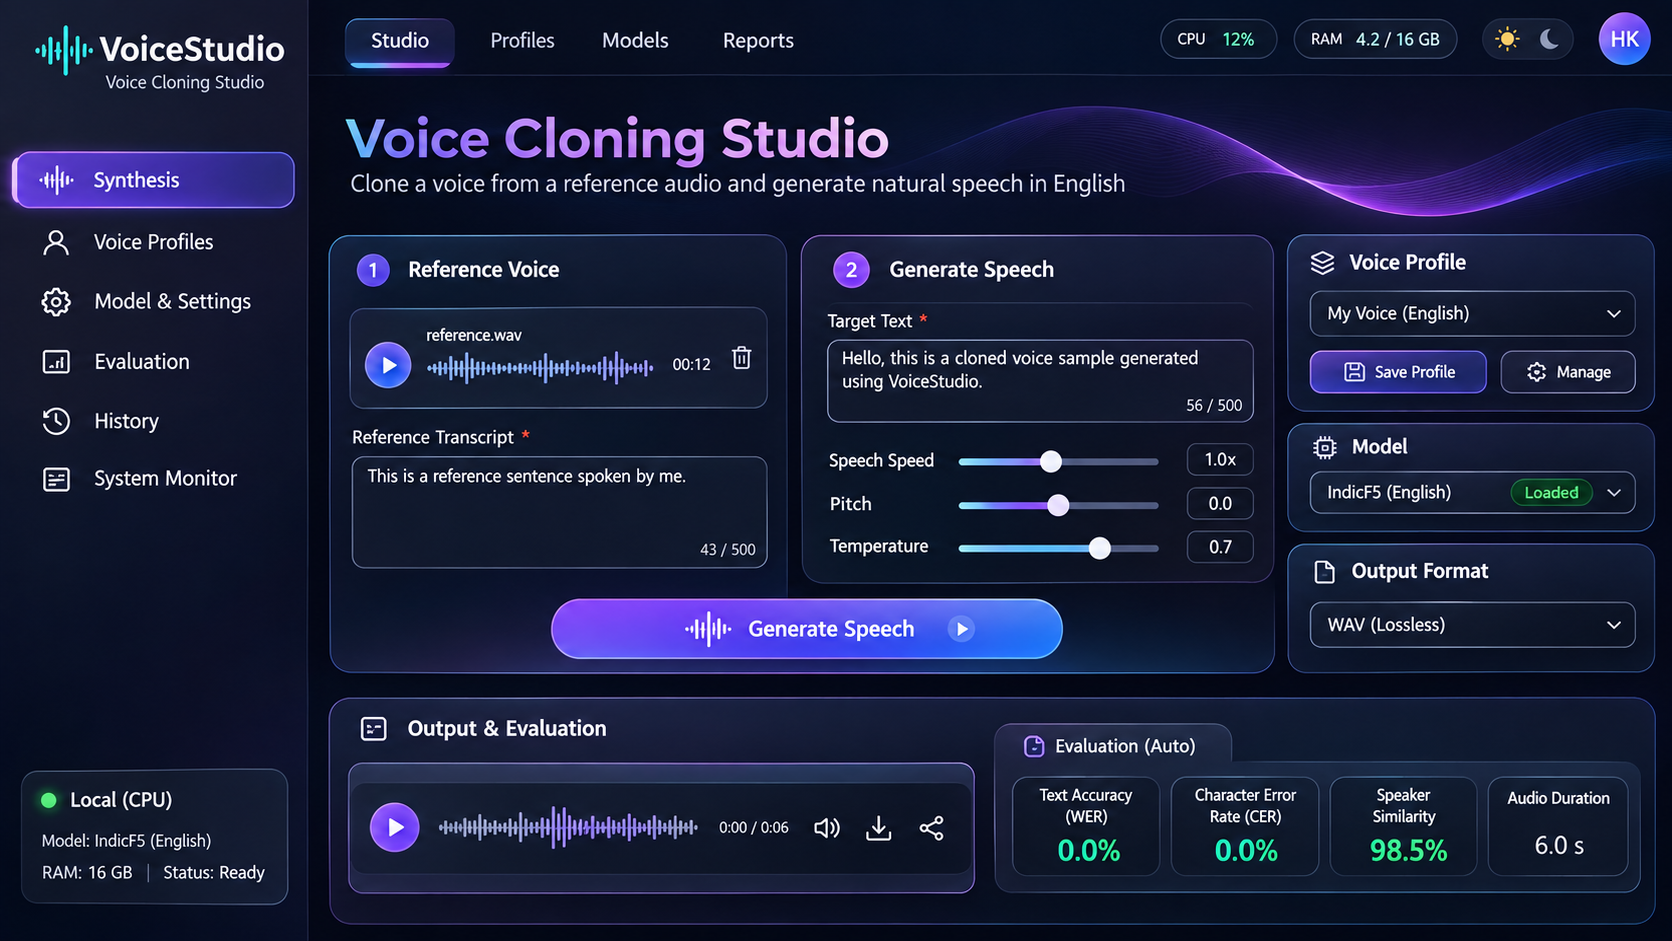 VoiceStudio
Voice Cloning Studio
Synthesis
Voice Profiles
Model & Settings
Evaluation
History
System Monitor
Local (CPU)
Model: IndicF5 (English)
RAM: 16 GB | Status: Ready
Studio
Profiles
Models
Reports
CPU 12%
RAM 4.2 / 16 GB
HK
Voice Cloning Studio
Clone a voice from a reference audio and generate natural speech in English
1 Reference Voice
reference.wav
00:12
Reference Transcript *
This is a reference sentence spoken by me.
43 / 500
2 Generate Speech
Target Text *
Hello, this is a cloned voice sample generated
using VoiceStudio.
56 / 500
Speech Speed 1.0x
Pitch 0.0
Temperature 0.7
Generate Speech
Voice Profile
My Voice (English)
Save Profile
Manage
Model
IndicF5 (English) Loaded
Output Format
WAV (Lossless)
Output & Evaluation
0:00 / 0:06
Evaluation (Auto)
Text Accuracy
(WER)
0.0%
Character Error
Rate (CER)
0.0%
Speaker
Similarity
98.5%
Audio Duration
6.0 s